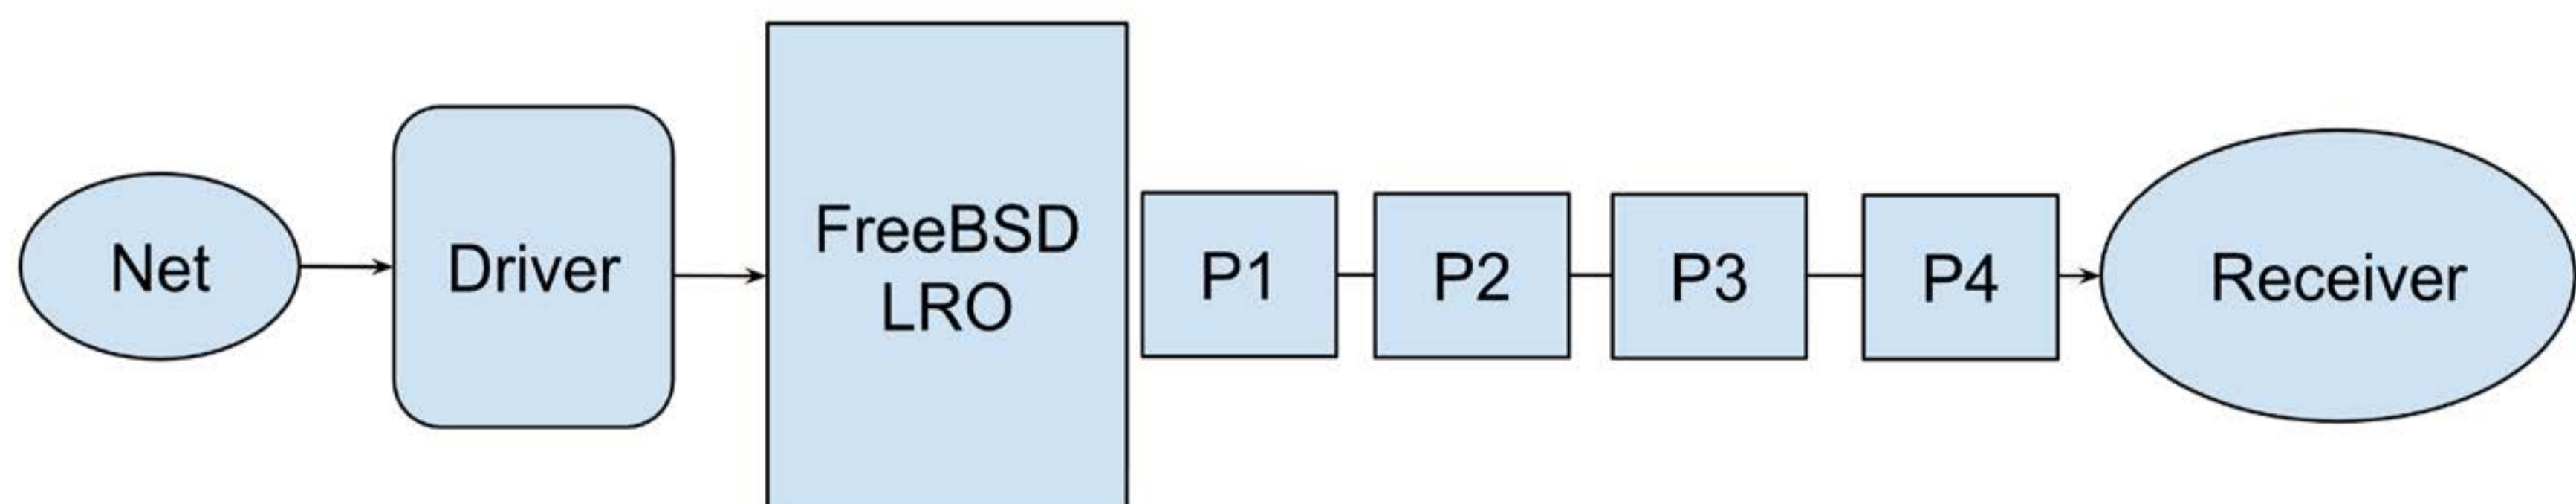 Net
Driver
FreeBSD
LRO
P1
P2
P3
P4
Receiver